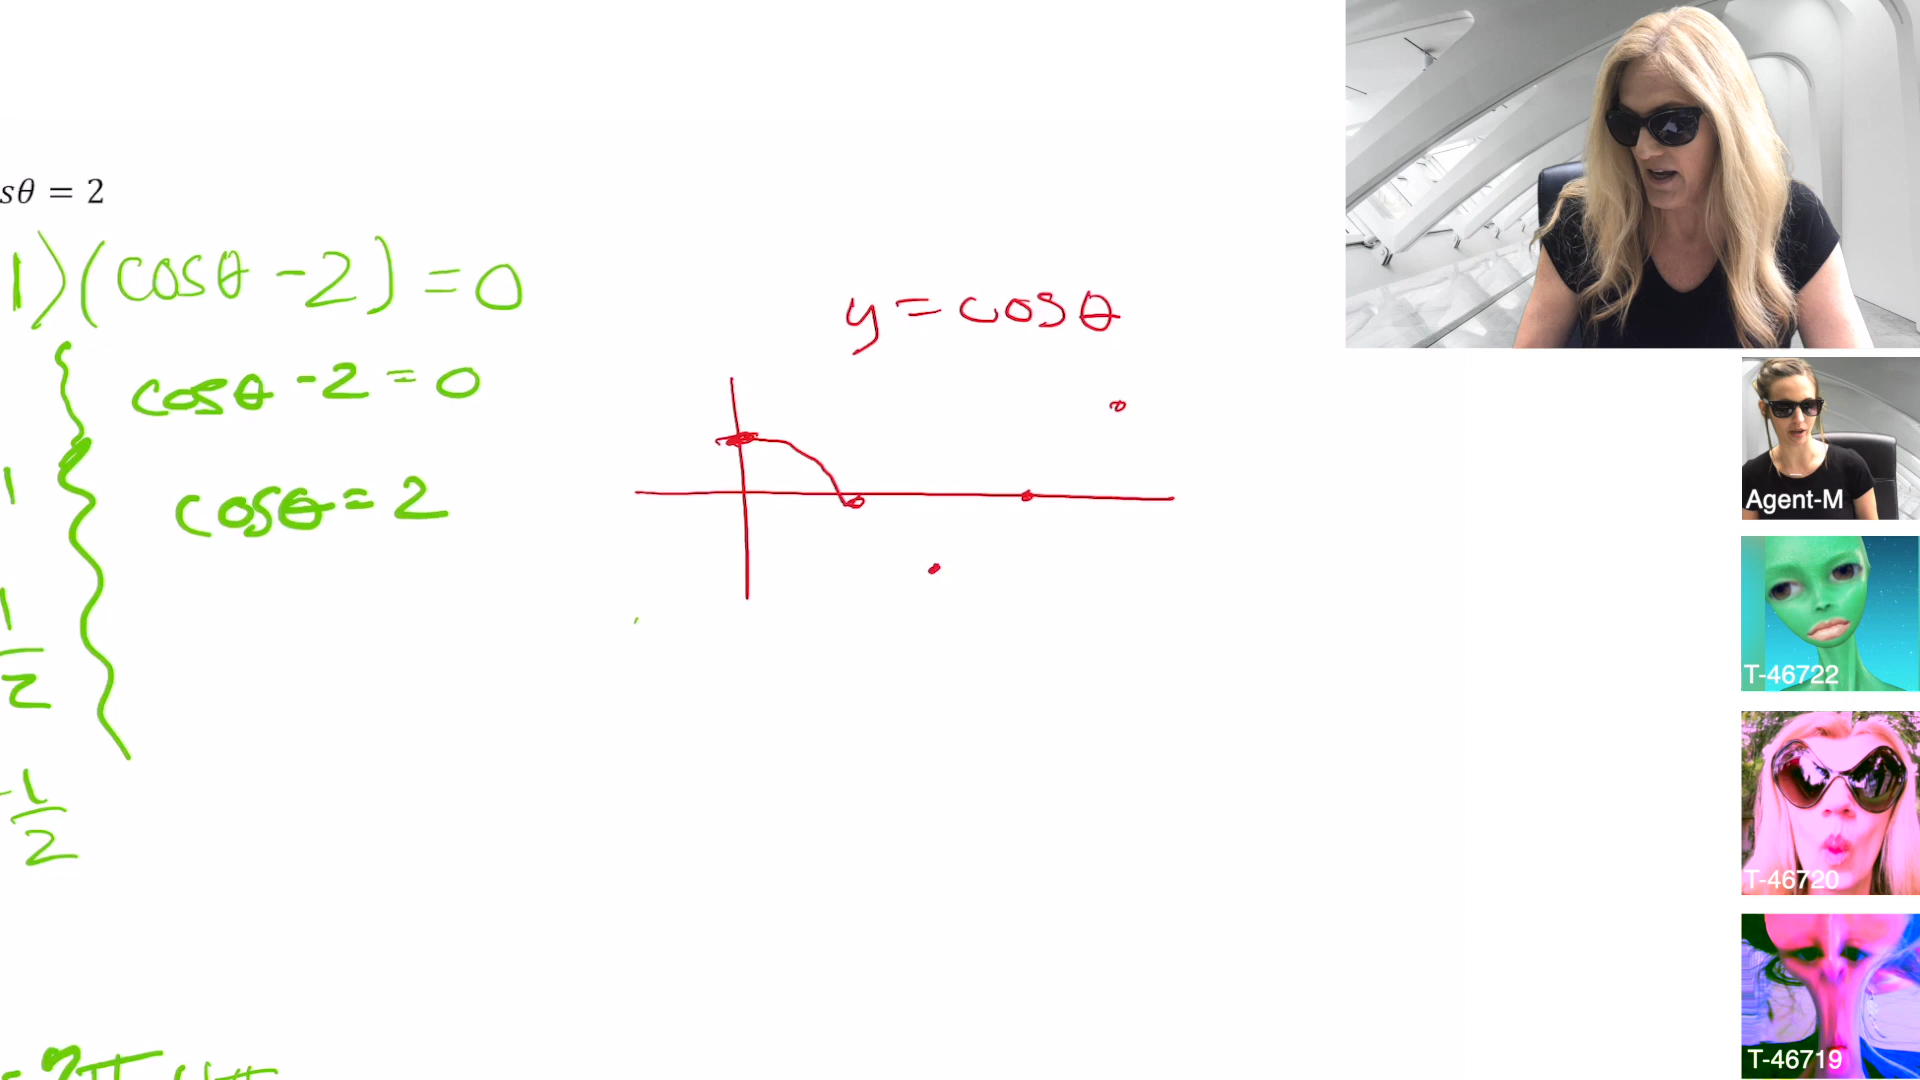 sθ = 2
1)(cosθ - 2) = 0
cosθ - 2 = 0
cosθ = 2
1
1
2
-1
2
y = cosθ
Agent-M
T-46722
T-46720
T-46719